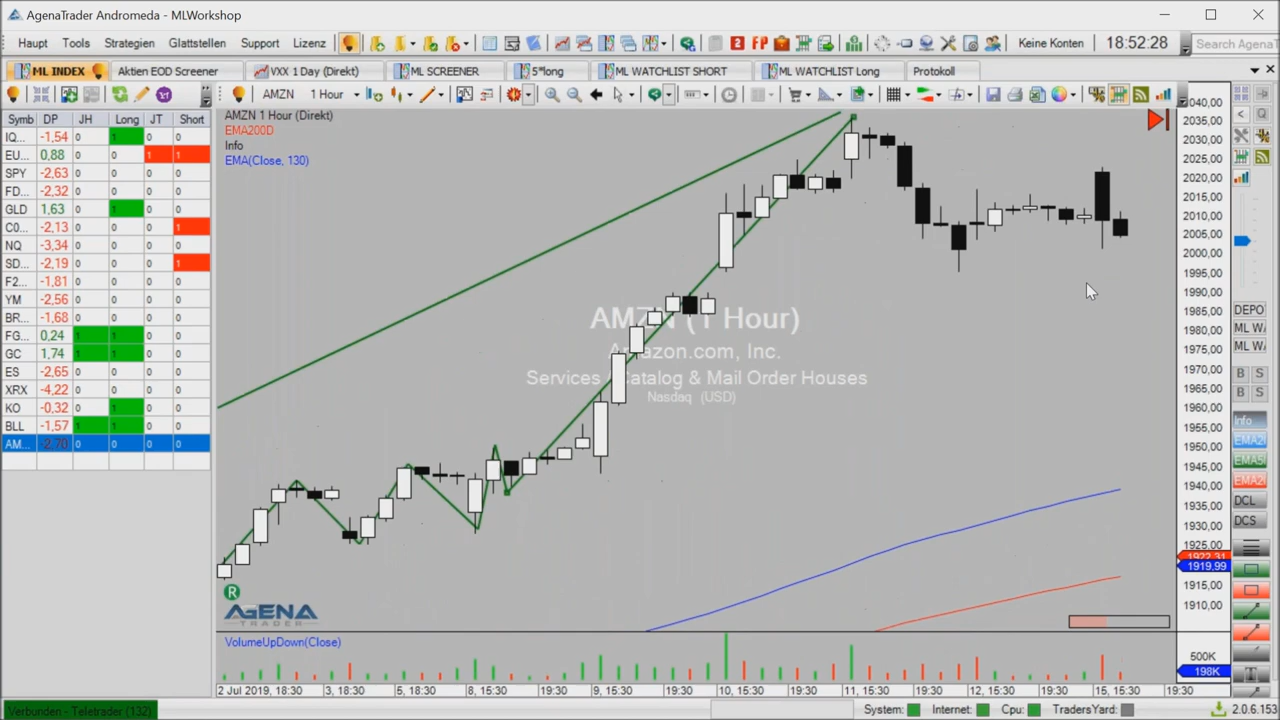 AgenaTrader Andromeda - MLWorkshop
Haupt Tools Strategien Glattstellen Support Lizenz 2 FP Keine Konten 18:52:28 Search AgenaT
ML INDEX Aktien EOD Screener VXX 1 Day (Direkt) ML SCREENER 5*long ML WATCHLIST SHORT ML WATCHLIST Long Protokoll
AMZN 1 Hour
Symb DP JH Long JT Short
IQ... -1,54 0 1 0 0
EU... 0,88 0 0 1 1
SPY -2,63 0 0 0 0
FD... -2,32 0 0 0 0
GLD 1,63 0 1 0 0
C0... -2,13 0 0 0 1
NQ -3,34 0 0 0 0
SD... -2,19 0 0 0 1
F2... -1,81 0 0 0 0
YM -2,56 0 0 0 0
BR... -1,68 0 0 0 0
FG... 0,24 1 1 0 0
GC 1,74 1 1 0 0
ES -2,65 0 0 0 0
XRX -4,22 0 0 0 0
KO -0,32 0 1 0 0
BLL -1,57 1 1 0 0
AM... -2,70 0 0 0 0
AMZN 1 Hour (Direkt)
EMA200D
Info
EMA(Close, 130)
AMZN (1 Hour)
Amazon.com, Inc.
Services / Catalog & Mail Order Houses
Nasdaq (USD)
R
AGENA
TRADER
2040,00
2035,00
2030,00
2025,00
2020,00
2015,00
2010,00
2005,00
2000,00
1995,00
1990,00
1985,00
1980,00
1975,00
1970,00
1965,00
1960,00
1955,00
1950,00
1945,00
1940,00
1935,00
1930,00
1925,00
1922,31
1919,99
1915,00
1910,00
VolumeUpDown(Close)
500K
198K
2 Jul 2019, 18:30 3, 18:30 5, 18:30 8, 15:30 19:30 9, 15:30 19:30 10, 15:30 19:30 11, 15:30 19:30 12, 15:30 19:30 15, 15:30 19:30
DEPO
ML WA
ML WA
B S
B S
Info
DCL
DCS
Verbunden - Teletrader (132) System: Internet: Cpu: TradersYard: 2.0.6.153